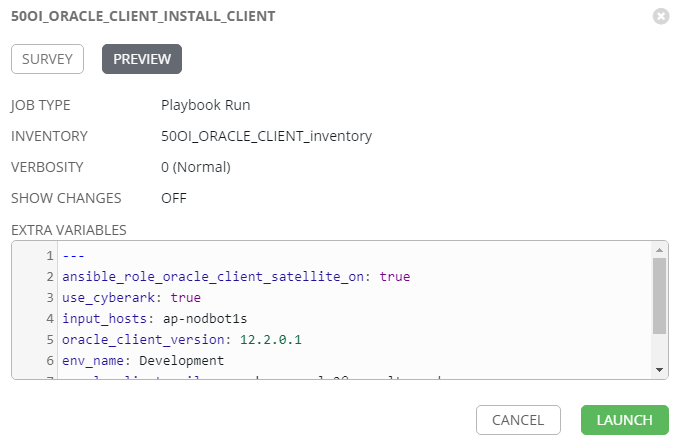 50OI_ORACLE_CLIENT_INSTALL_CLIENT
SURVEY PREVIEW
JOB TYPE Playbook Run
INVENTORY 50OI_ORACLE_CLIENT_inventory
VERBOSITY 0 (Normal)
SHOW CHANGES OFF
EXTRA VARIABLES
1 ---
2 ansible_role_oracle_client_satellite_on: true
3 use_cyberark: true
4 input_hosts: ap-nodbot1s
5 oracle_client_version: 12.2.0.1
6 env_name: Development
7
CANCEL LAUNCH